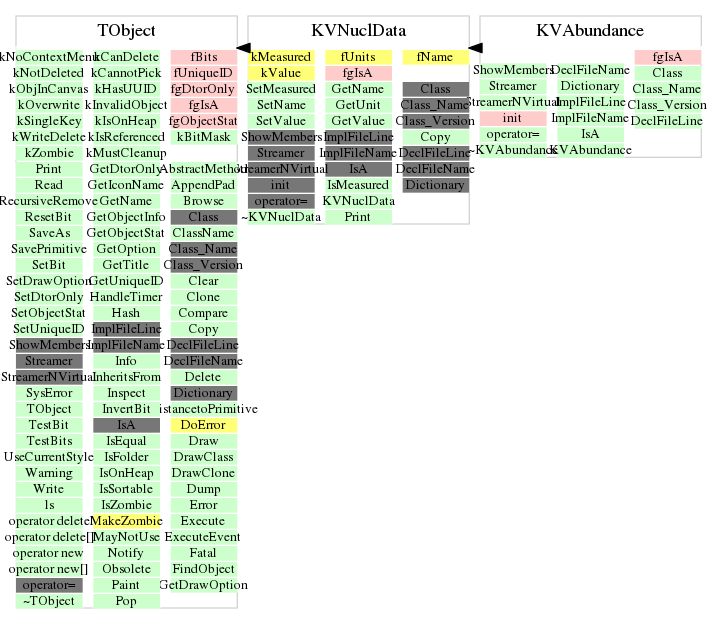 TObject KVNuclData KVAbundance
kNoContextMenu kCanDelete fBits kMeasured fUnits fName fgIsA
kNotDeleted kCannotPick fUniqueID kValue fgIsA ShowMembers DeclFileName Class
kObjInCanvas kHasUUID fgDtorOnly SetMeasured GetName Class Streamer Dictionary Class_Name
kOverwrite kInvalidObject fgIsA SetName GetUnit Class_Name StreamerNVirtual ImplFileLine Class_Version
kSingleKey kIsOnHeap fgObjectStat SetValue GetValue Class_Version init ImplFileName DeclFileLine
kWriteDelete kIsReferenced kBitMask ShowMembers ImplFileLine Copy operator= IsA
kZombie kMustCleanup Streamer ImplFileName DeclFileLine ~KVAbundance KVAbundance
Print GetDtorOnly AbstractMethod StreamerNVirtual IsA DeclFileName
Read GetIconName AppendPad init IsMeasured Dictionary
RecursiveRemove GetName Browse operator= KVNuclData
ResetBit GetObjectInfo Class ~KVNuclData Print
SaveAs GetObjectStat ClassName
SavePrimitive GetOption Class_Name
SetBit GetTitle Class_Version
SetDrawOption GetUniqueID Clear
SetDtorOnly HandleTimer Clone
SetObjectStat Hash Compare
SetUniqueID ImplFileLine Copy
ShowMembers ImplFileName DeclFileLine
Streamer Info DeclFileName
StreamerNVirtual InheritsFrom Delete
SysError Inspect Dictionary
TObject InvertBit istancetoPrimitive
TestBit IsA DoError
TestBits IsEqual Draw
UseCurrentStyle IsFolder DrawClass
Warning IsOnHeap DrawClone
Write IsSortable Dump
ls IsZombie Error
operator delete MakeZombie Execute
operator delete[] MayNotUse ExecuteEvent
operator new Notify Fatal
operator new[] Obsolete FindObject
operator= Paint GetDrawOption
~TObject Pop